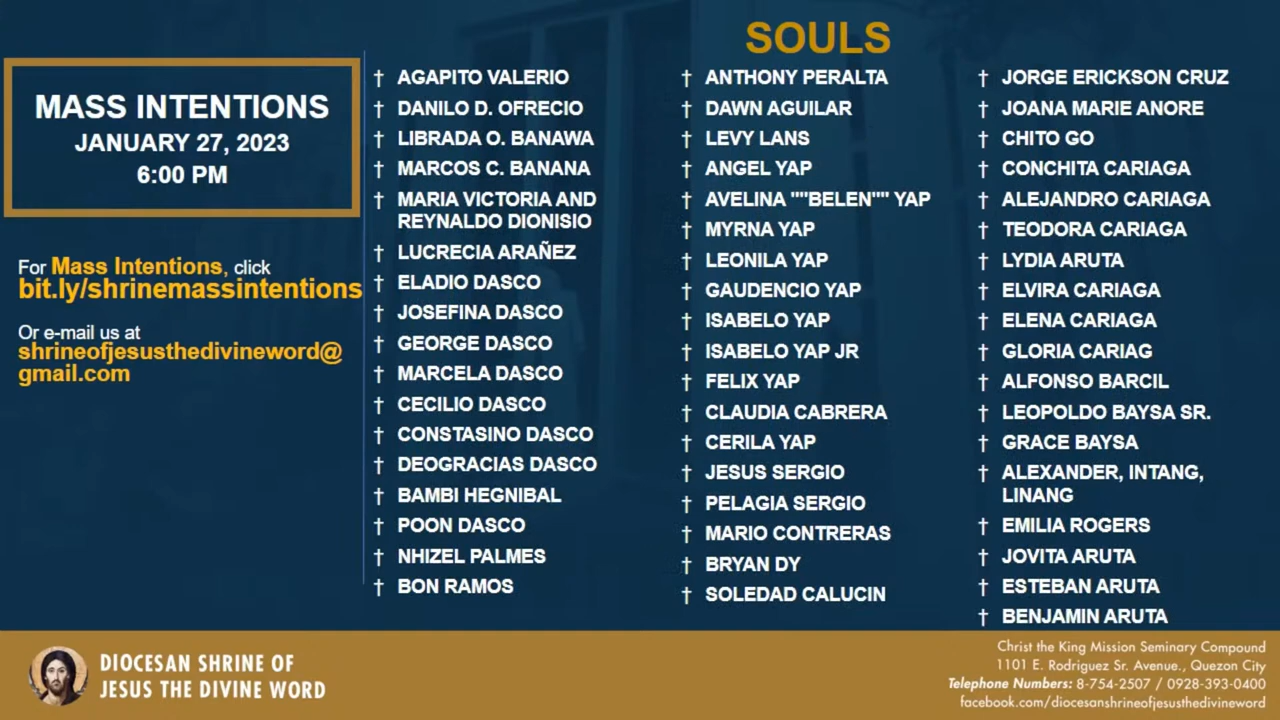 SOULS
MASS INTENTIONS
JANUARY 27, 2023
6:00 PM
For Mass Intentions, click
bit.ly/shrinemassintentions
Or e-mail us at
shrineofjesusthedivineword@
gmail.com
† AGAPITO VALERIO
† DANILO D. OFRECIO
† LIBRADA O. BANAWA
† MARCOS C. BANANA
† MARIA VICTORIA AND
REYNALDO DIONISIO
† LUCRECIA ARAÑEZ
† ELADIO DASCO
† JOSEFINA DASCO
† GEORGE DASCO
† MARCELA DASCO
† CECILIO DASCO
† CONSTASINO DASCO
† DEOGRACIAS DASCO
† BAMBI HEGNIBAL
† POON DASCO
† NHIZEL PALMES
† BON RAMOS
† ANTHONY PERALTA
† DAWN AGUILAR
† LEVY LANS
† ANGEL YAP
† AVELINA ""BELEN"" YAP
† MYRNA YAP
† LEONILA YAP
† GAUDENCIO YAP
† ISABELO YAP
† ISABELO YAP JR
† FELIX YAP
† CLAUDIA CABRERA
† CERILA YAP
† JESUS SERGIO
† PELAGIA SERGIO
† MARIO CONTRERAS
† BRYAN DY
† SOLEDAD CALUCIN
† JORGE ERICKSON CRUZ
† JOANA MARIE ANORE
† CHITO GO
† CONCHITA CARIAGA
† ALEJANDRO CARIAGA
† TEODORA CARIAGA
† LYDIA ARUTA
† ELVIRA CARIAGA
† ELENA CARIAGA
† GLORIA CARIAG
† ALFONSO BARCIL
† LEOPOLDO BAYSA SR.
† GRACE BAYSA
† ALEXANDER, INTANG,
LINANG
† EMILIA ROGERS
† JOVITA ARUTA
† ESTEBAN ARUTA
† BENJAMIN ARUTA
DIOCESAN SHRINE OF
JESUS THE DIVINE WORD
Christ the King Mission Seminary Compound
1101 E. Rodriguez Sr. Avenue., Quezon City
Telephone Numbers: 8-754-2507 / 0928-393-0400
facebook.com/diocesanshrineofjesusthedivineword